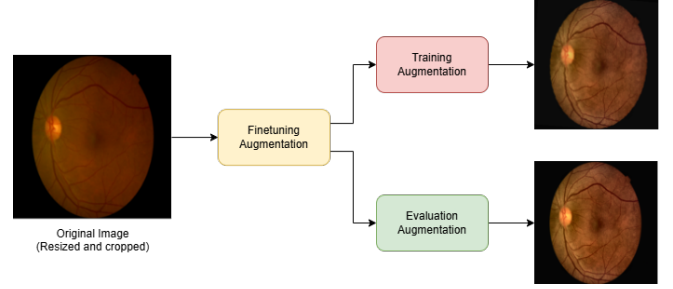 Training
Augmentation
Finetuning
Augmentation
Evaluation
Augmentation
Original Image
(Resized and cropped)